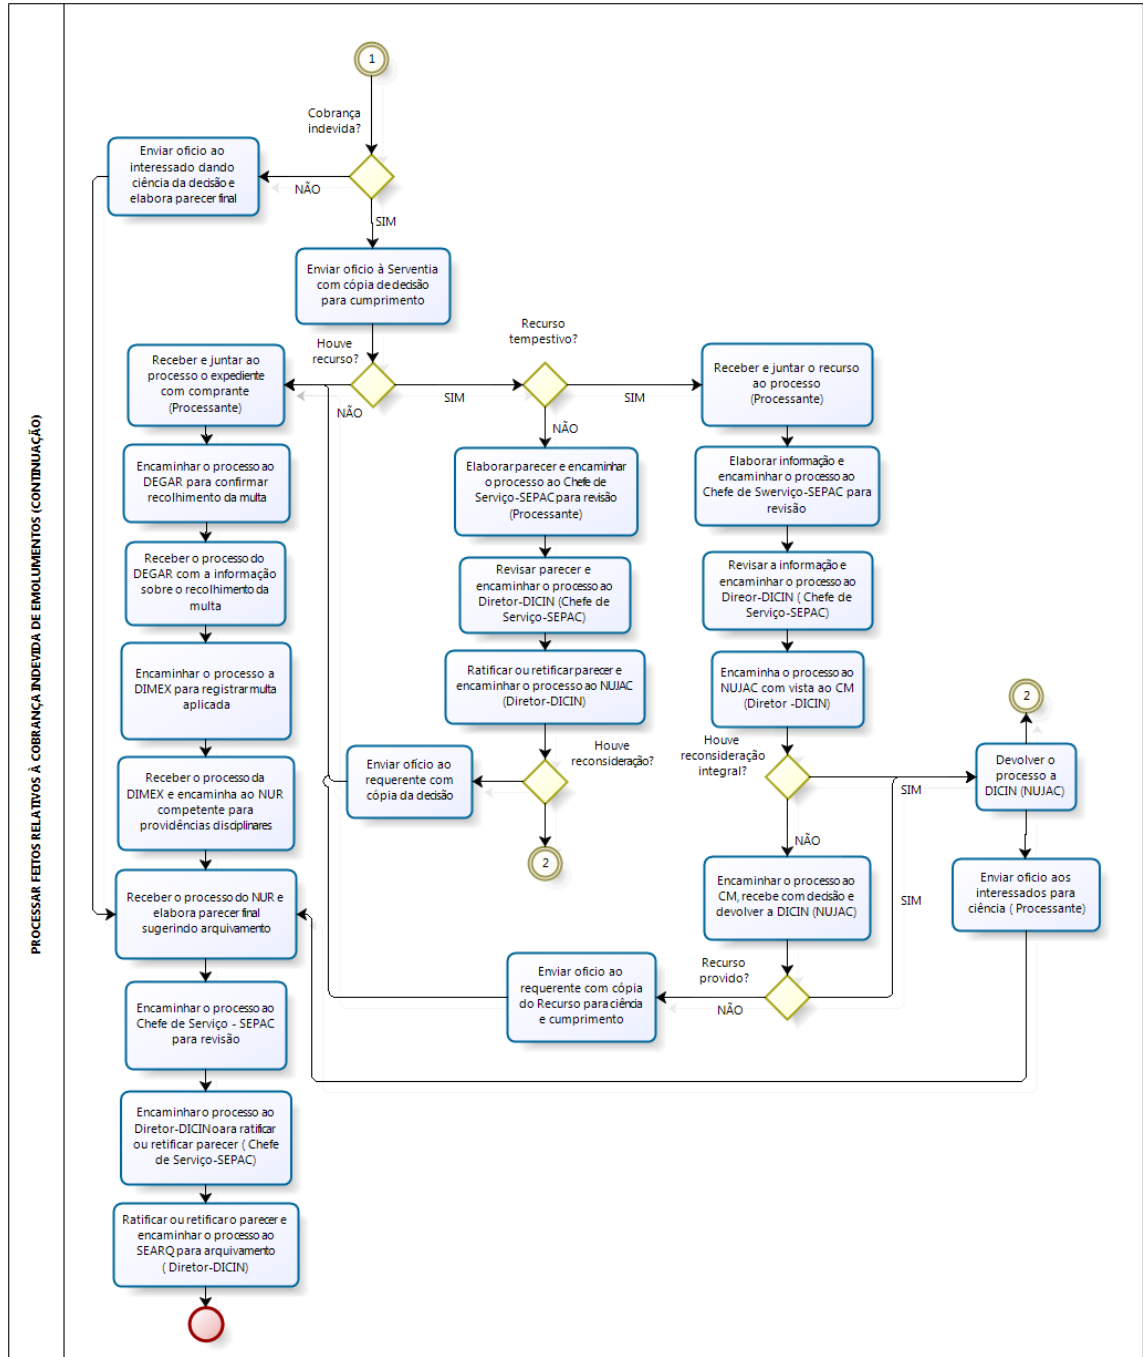 PROCESSAR FEITOS RELATIVOS À COBRANÇA INDEVIDA DE EMOLUMENTOS (CONTINUAÇÃO)
1
Cobrança
indevida?
Enviar oficio ao
interessado dando
ciência da decisão e
elabora parecer final
NÃO
SIM
Enviar oficio à Serventia
com cópia de decisão
para cumprimento
Houve
recurso?
Recurso
tempestivo?
Receber e juntar ao
processo o expediente
com comprante
(Processante)
NÃO
SIM
SIM
NÃO
Receber e juntar o recurso
ao processo
(Processante)
Encaminhar o processo ao
DEGAR para confirmar
recolhimento da multa
Elaborar parecer e encaminhar
o processo ao Chefe de
Serviço-SEPAC para revisão
(Processante)
Elaborar informação e
encaminhar o processo ao
Chefe de Swerviço-SEPAC para
revisão
Receber o processo do
DEGAR com a informação
sobre o recolhimento da
multa
Revisar parecer e
encaminhar o processo ao
Diretor-DICIN (Chefe de
Serviço-SEPAC)
Revisar a informação e
encaminhar o processo ao
Direor-DICIN ( Chefe de
Serviço-SEPAC)
Encaminhar o processo a
DIMEX para registrar multa
aplicada
Ratificar ou retificar parecer e
encaminhar o processo ao NUJAC
(Diretor-DICIN)
Encaminha o processo ao
NUJAC com vista ao CM
(Diretor -DICIN)
2
Houve
reconsideração?
Houve
reconsideração
integral?
Receber o processo da
DIMEX e encaminha ao NUR
competente para
providências disciplinares
Enviar ofício ao
requerente com
cópia da decisão
SIM
Devolver o
processo a
DICIN (NUJAC)
NÃO
2
Receber o processo do NUR e
elabora parecer final
sugerindo arquivamento
Encaminhar o processo ao
CM, recebe com decisão e
devolver a DICIN (NUJAC)
SIM
Enviar oficio aos
interessados para
ciência ( Processante)
Recurso
provido?
Enviar oficio ao
requerente com cópia
do Recurso para ciência
e cumprimento
NÃO
Encaminhar o processo ao
Chefe de Serviço - SEPAC
para revisão
Encaminhar o processo ao
Diretor-DICIN oara ratificar
ou retificar parecer ( Chefe
de Serviço-SEPAC)
Ratificar ou retificar o parecer e
encaminhar o processo ao
SEARQ para arquivamento
( Diretor-DICIN)